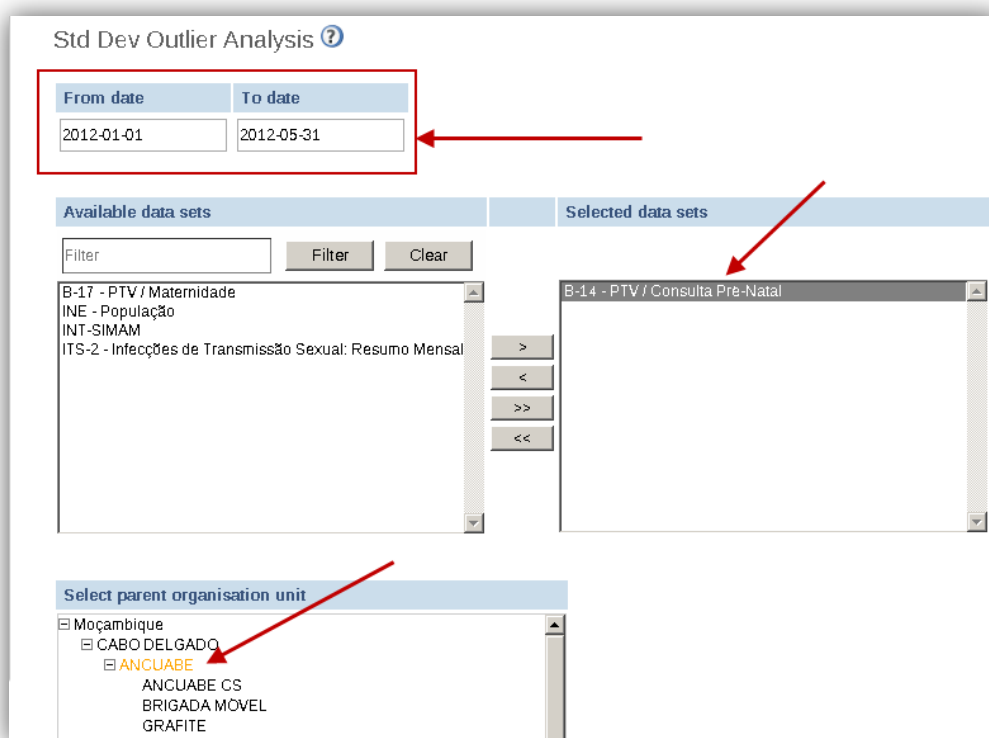 Std Dev Outlier Analysis ?
From date To date
2012-01-01 2012-05-31
Available data sets Selected data sets
Filter Filter Clear
B-17 - PTV / Maternidade
INE - População
INT-SIMAM
ITS-2 - Infecções de Transmissão Sexual: Resumo Mensal
B-14 - PTV / Consulta Pre-Natal
>
<
>>
<<
Select parent organisation unit
Moçambique
CABO DELGADO
ANCUABE
ANCUABE CS
BRIGADA MOVEL
GRAFITE